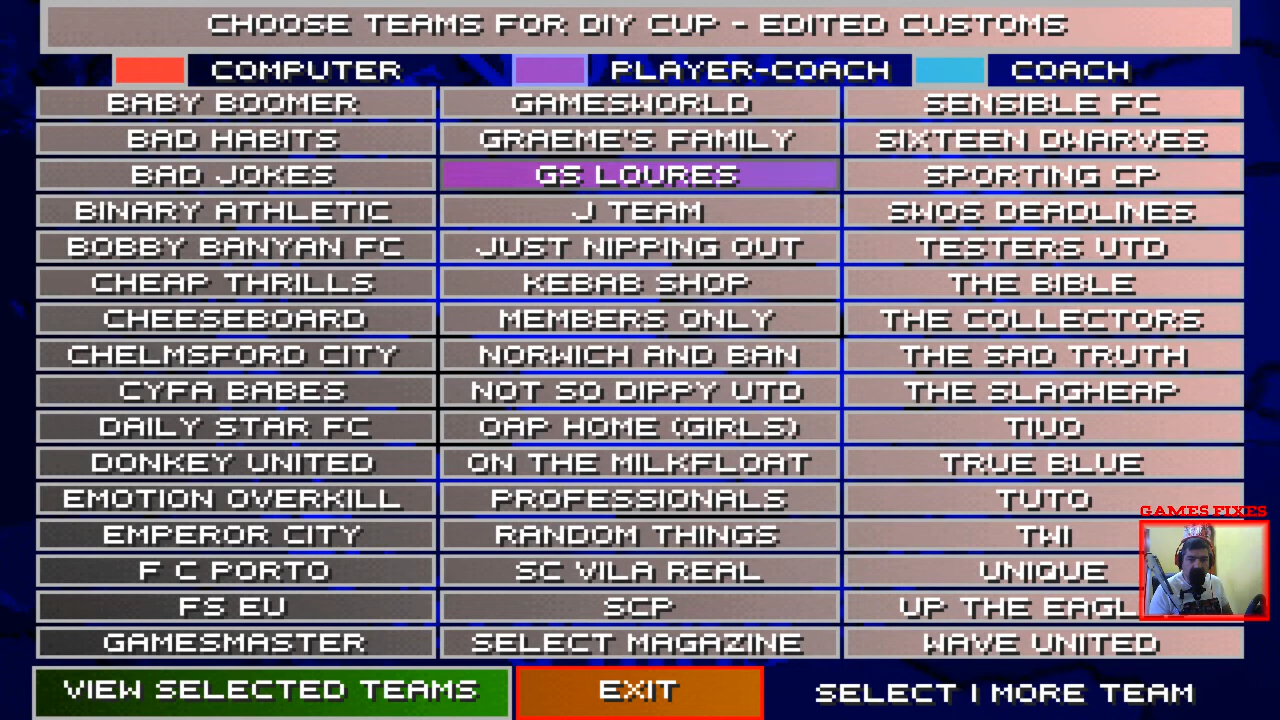 CHOOSE TEAMS FOR DIY CUP - EDITED CUSTOMS
COMPUTER PLAYER-COACH COACH
BABY BOOMER GAMESWORLD SENSIBLE FC
BAD HABITS GRAEME'S FAMILY SIXTEEN DWARVES
BAD JOKES GS LOURES SPORTING CP
BINARY ATHLETIC J TEAM SWOS DEADLINES
BOBBY BANYAN FC JUST NIPPING OUT TESTERS UTD
CHEAP THRILLS KEBAB SHOP THE BIBLE
CHEESEBOARD MEMBERS ONLY THE COLLECTORS
CHELMSFORD CITY NORWICH AND BAN THE SAD TRUTH
CYFA BABES NOT SO DIPPY UTD THE SLAGHEAP
DAILY STAR FC OAP HOME (GIRLS) TIUO
DONKEY UNITED ON THE MILKFLOAT TRUE BLUE
EMOTION OVERKILL PROFESSIONALS TUTO
EMPEROR CITY RANDOM THINGS TWI
F C PORTO SC VILA REAL UNIQUE
FS EU SCP UP THE EAGL
GAMESMASTER SELECT MAGAZINE WAVE UNITED
VIEW SELECTED TEAMS EXIT SELECT 1 MORE TEAM
GAMES FIXES